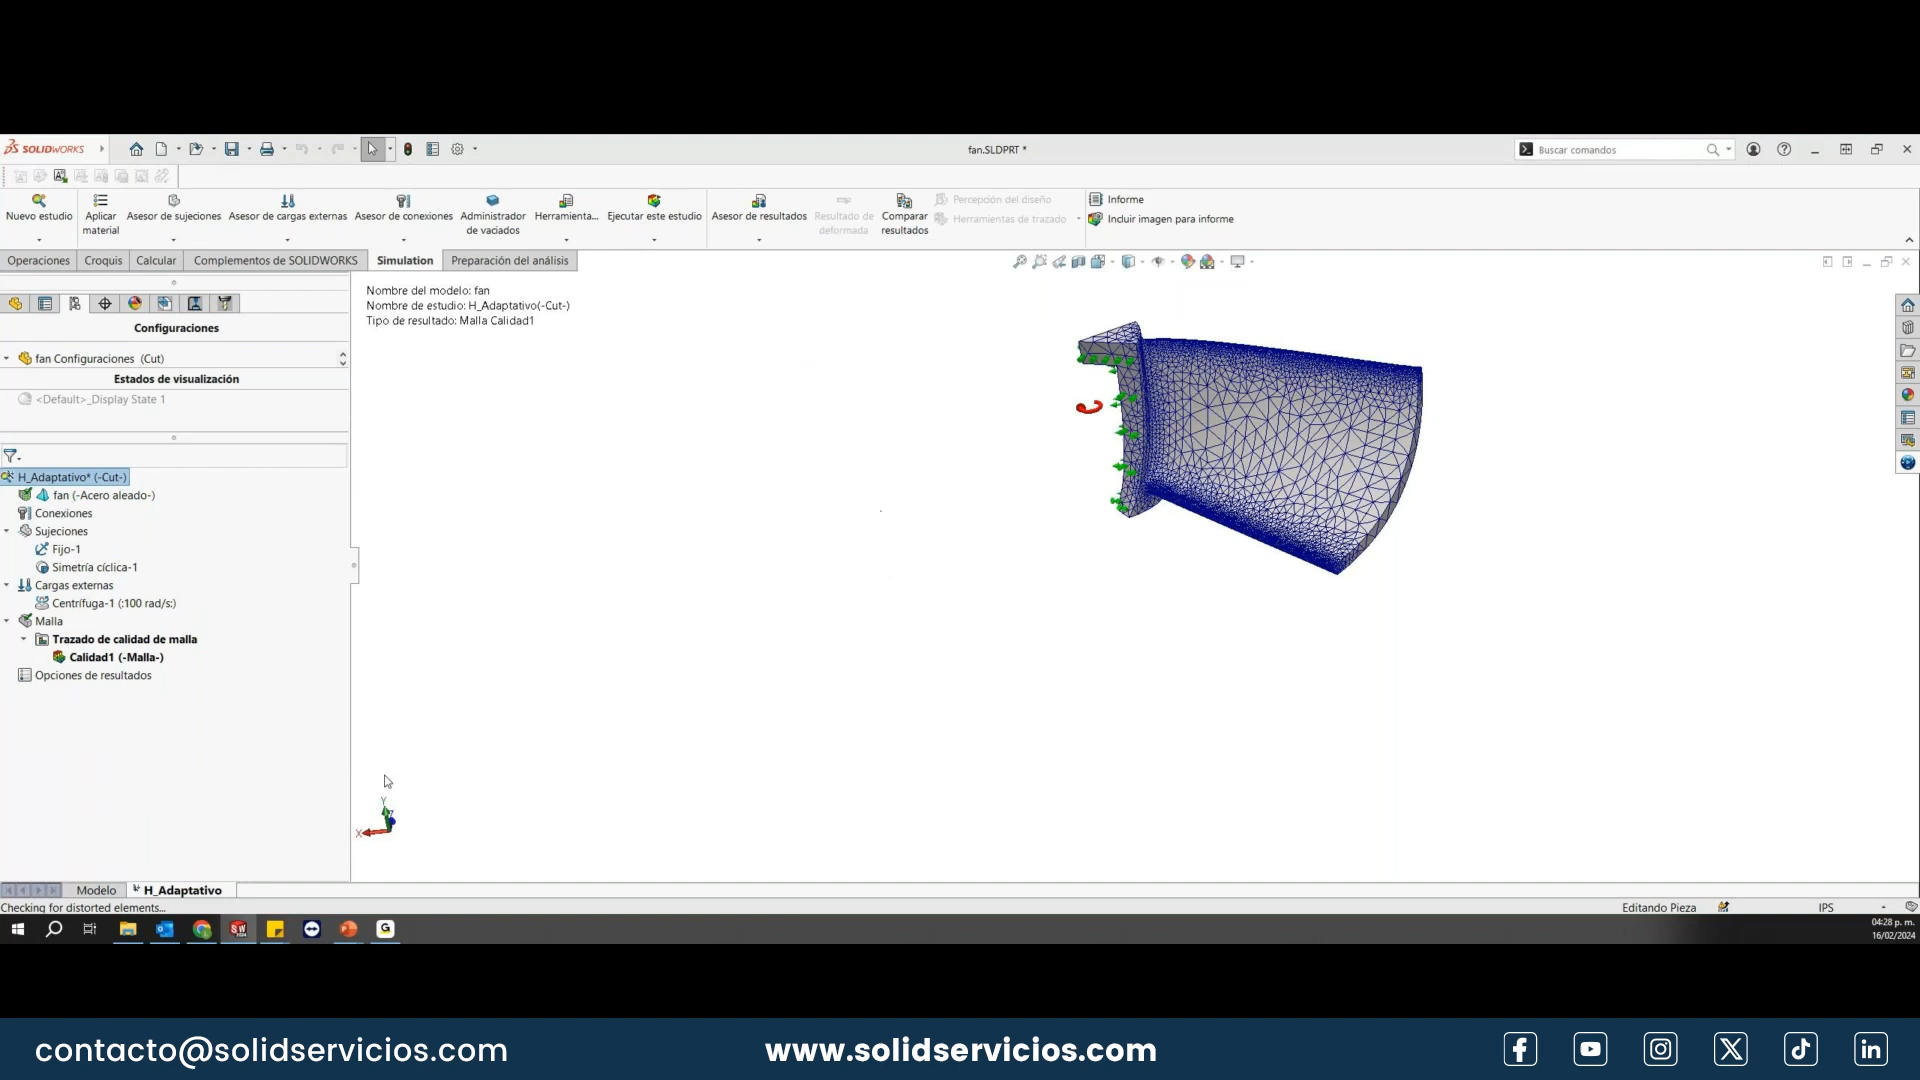 SOLIDWORKS
fan.SLDPRT *
Buscar comandos
Nuevo estudio
Aplicar material
Asesor de sujeciones
Asesor de cargas externas
Asesor de conexiones
Administrador de vaciados
Herramienta...
Ejecutar este estudio
Asesor de resultados
Resultado de deformada
Comparar resultados
Percepción del diseño
Herramientas de trazado
Informe
Incluir imagen para informe
Operaciones
Croquis
Calcular
Complementos de SOLIDWORKS
Simulation
Preparación del análisis
Configuraciones
fan Configuraciones (Cut)
Estados de visualización
<Default>_Display State 1
H_Adaptativo* (-Cut-)
fan (-Acero aleado-)
Conexiones
Sujeciones
Fijo-1
Simetría cíclica-1
Cargas externas
Centrífuga-1 (:100 rad/s:)
Malla
Trazado de calidad de malla
Calidad1 (-Malla-)
Opciones de resultados
Nombre del modelo: fan
Nombre de estudio: H_Adaptativo(-Cut-)
Tipo de resultado: Malla Calidad1
Y
Z
X
Modelo
H_Adaptativo
Checking for distorted elements...
Editando Pieza
IPS
04:28 p. m.
16/02/2024
contacto@solidservicios.com
www.solidservicios.com